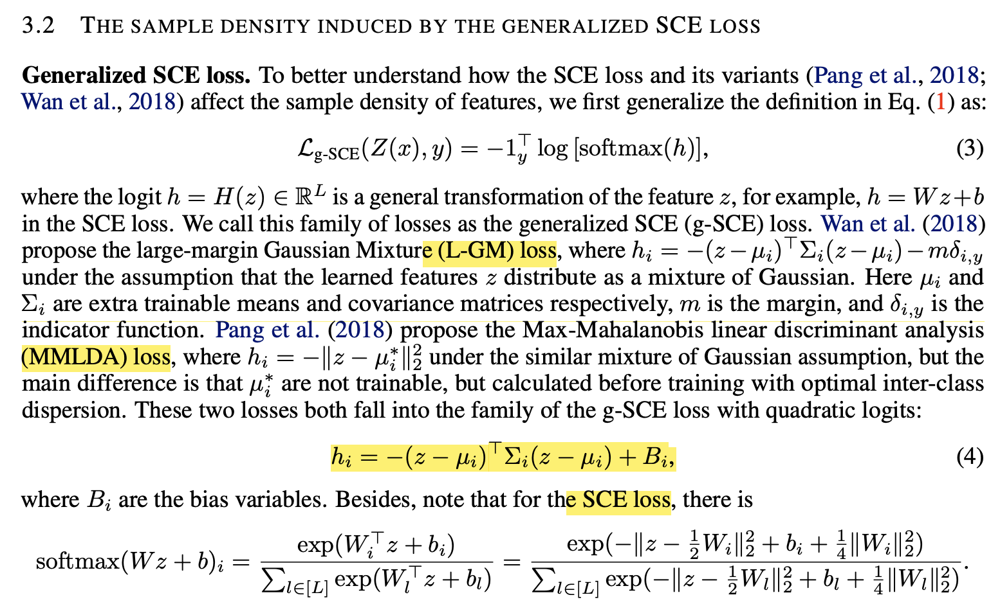 3.2 THE SAMPLE DENSITY INDUCED BY THE GENERALIZED SCE LOSS
Generalized SCE loss. To better understand how the SCE loss and its variants (Pang et al., 2018;
Wan et al., 2018) affect the sample density of features, we first generalize the definition in Eq. (1) as:
$\mathcal{L}_{\text{g-SCE}}(Z(x), y) = -1_y^\top \log [\text{softmax}(h)],$ (3)
where the logit $h = H(z) \in \mathbb{R}^L$ is a general transformation of the feature $z$, for example, $h = Wz + b$
in the SCE loss. We call this family of losses as the generalized SCE (g-SCE) loss. Wan et al. (2018)
propose the large-margin Gaussian Mixture (L-GM) loss, where $h_i = -(z - \mu_i)^\top \Sigma_i (z - \mu_i) - m\delta_{i,y}$
under the assumption that the learned features $z$ distribute as a mixture of Gaussian. Here $\mu_i$ and
$\Sigma_i$ are extra trainable means and covariance matrices respectively, $m$ is the margin, and $\delta_{i,y}$ is the
indicator function. Pang et al. (2018) propose the Max-Mahalanobis linear discriminant analysis
(MMLDA) loss, where $h_i = -\|z - \mu_i^*\|_2^2$ under the similar mixture of Gaussian assumption, but the
main difference is that $\mu_i^*$ are not trainable, but calculated before training with optimal inter-class
dispersion. These two losses both fall into the family of the g-SCE loss with quadratic logits:
$h_i = -(z - \mu_i)^\top \Sigma_i (z - \mu_i) + B_i,$ (4)
where $B_i$ are the bias variables. Besides, note that for the SCE loss, there is
$\text{softmax}(Wz + b)_i = \frac{\exp(W_i^\top z + b_i)}{\sum_{l \in [L]} \exp(W_l^\top z + b_l)} = \frac{\exp(-\|z - \frac{1}{2}W_i\|_2^2 + b_i + \frac{1}{4}\|W_i\|_2^2)}{\sum_{l \in [L]} \exp(-\|z - \frac{1}{2}W_l\|_2^2 + b_l + \frac{1}{4}\|W_l\|_2^2)}.$